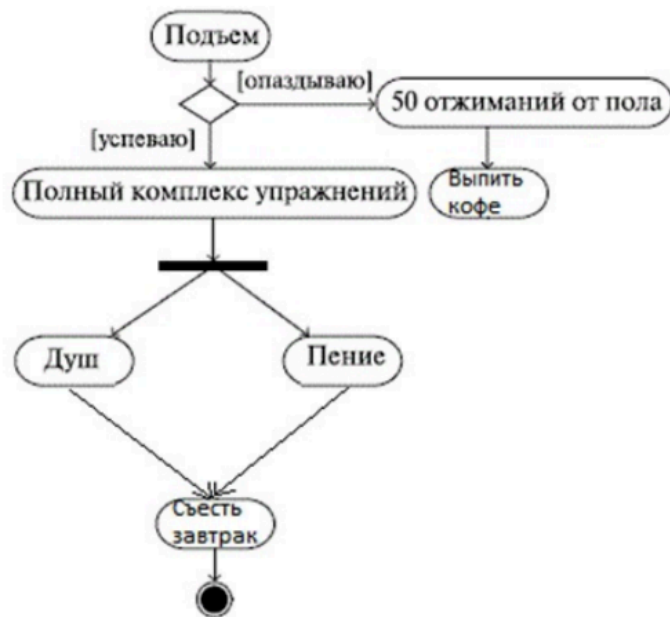 Подъем
[опаздываю]
50 отжиманий от пола
[успеваю]
Полный комплекс упражнений
Выпить
кофе
Душ
Пение
Съесть
завтрак